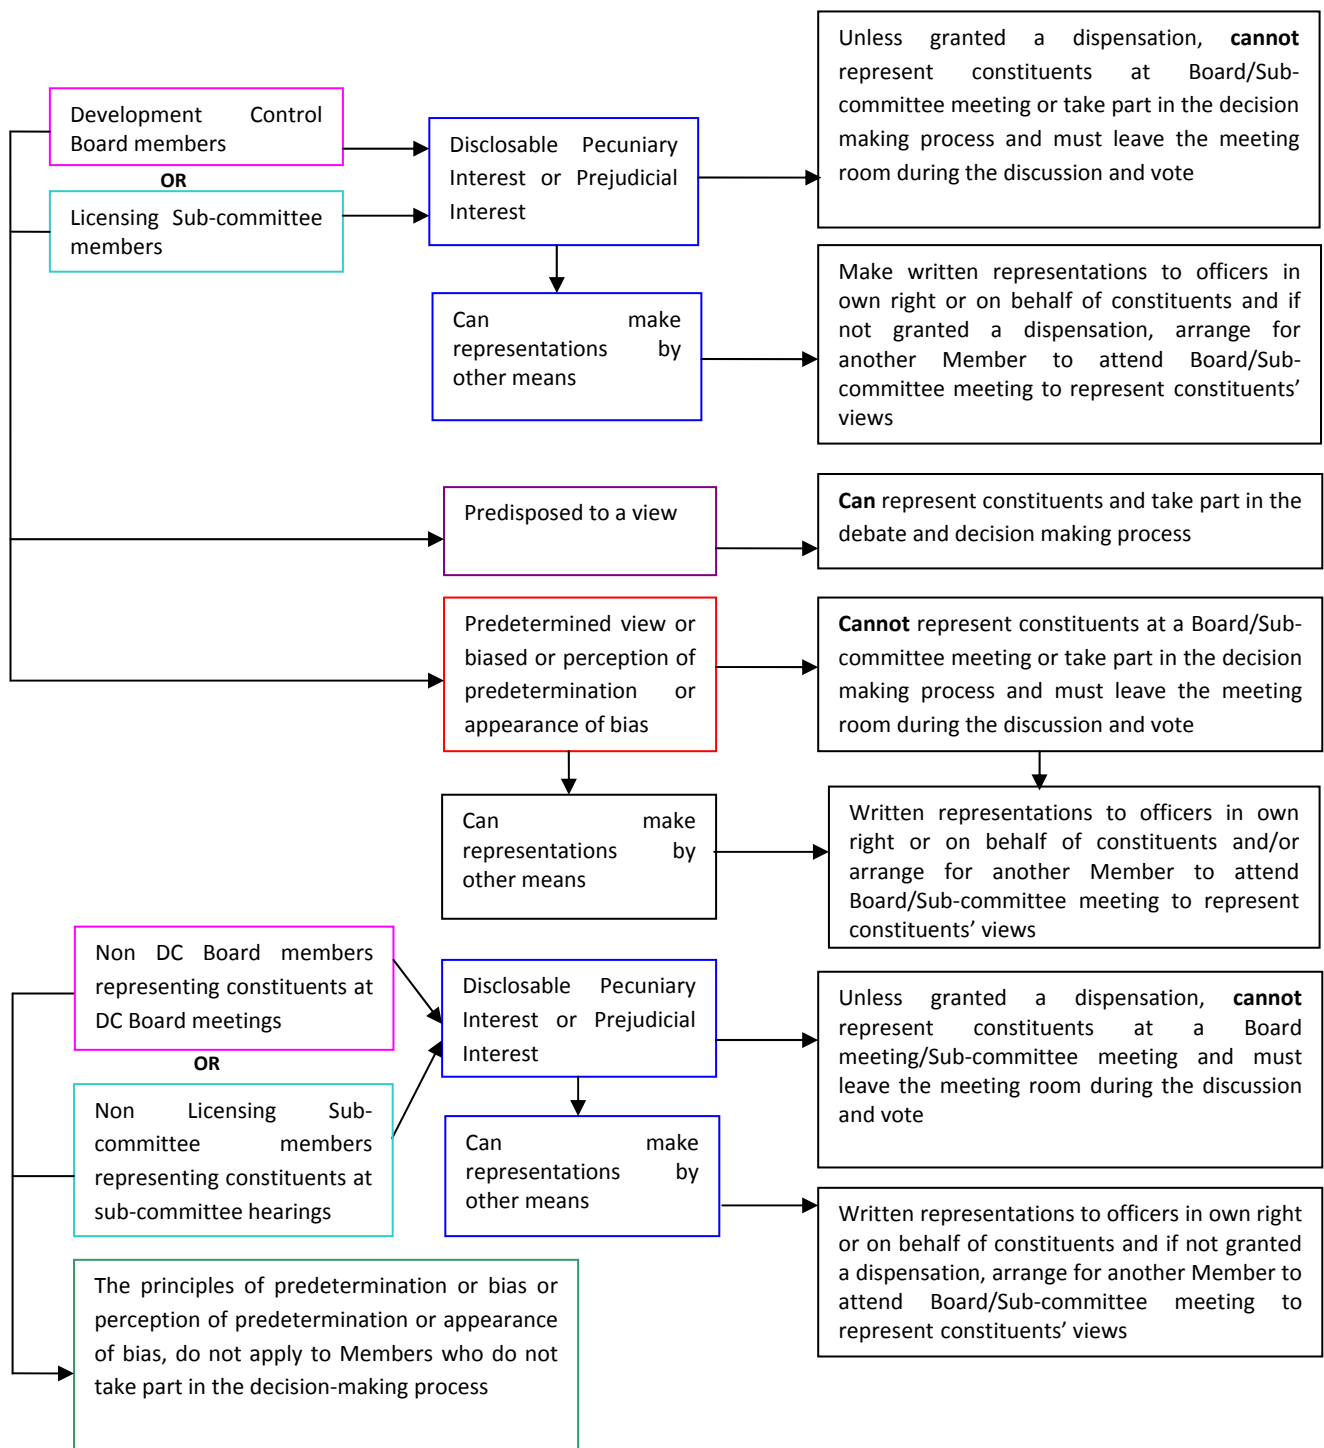 Development Control
Board members
OR
Licensing Sub-committee
members
Disclosable Pecuniary
Interest or Prejudicial
Interest
Unless granted a dispensation, cannot
represent constituents at Board/Sub-
committee meeting or take part in the decision
making process and must leave the meeting
room during the discussion and vote
Can make
representations by
other means
Make written representations to officers in
own right or on behalf of constituents and if
not granted a dispensation, arrange for
another Member to attend Board/Sub-
committee meeting to represent constituents’
views
Predisposed to a view
Can represent constituents and take part in the
debate and decision making process
Predetermined view or
biased or perception of
predetermination or
appearance of bias
Cannot represent constituents at a Board/Sub-
committee meeting or take part in the decision
making process and must leave the meeting
room during the discussion and vote
Can make
representations by
other means
Written representations to officers in own
right or on behalf of constituents and/or
arrange for another Member to attend
Board/Sub-committee meeting to represent
constituents’ views
Non DC Board members
representing constituents at
DC Board meetings
OR
Non Licensing Sub-
committee members
representing constituents at
sub-committee hearings
Disclosable Pecuniary
Interest or Prejudicial
Interest
Unless granted a dispensation, cannot
represent constituents at a Board
meeting/Sub-committee meeting and must
leave the meeting room during the discussion
and vote
Can make
representations by
other means
Written representations to officers in own right
or on behalf of constituents and if not granted
a dispensation, arrange for another Member to
attend Board/Sub-committee meeting to
represent constituents’ views
The principles of predetermination or bias or
perception of predetermination or appearance
of bias, do not apply to Members who do not
take part in the decision-making process